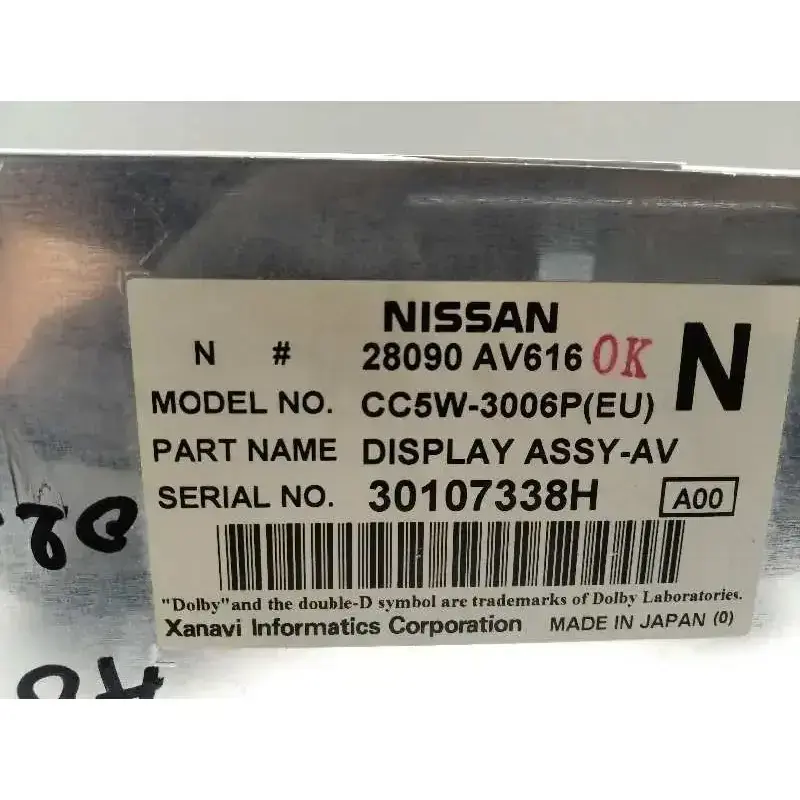 NISSAN
N # 28090 AV616 OK N
MODEL NO. CC5W-3006P(EU)
PART NAME DISPLAY ASSY-AV
SERIAL NO. 30107338H A00
"Dolby"and the double-D symbol are trademarks of Dolby Laboratories.
Xanavi Informatics Corporation MADE IN JAPAN (0)